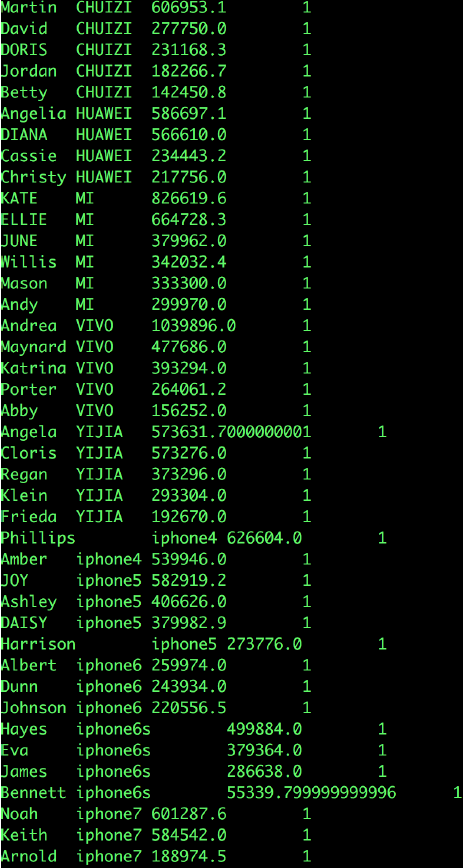 Martin CHUIZI 606953.1 1
David CHUIZI 277750.0 1
DORIS CHUIZI 231168.3 1
Jordan CHUIZI 182266.7 1
Betty CHUIZI 142450.8 1
Angelia HUAWEI 586697.1 1
DIANA HUAWEI 566610.0 1
Cassie HUAWEI 234443.2 1
Christy HUAWEI 217756.0 1
KATE MI 826619.6 1
ELLIE MI 664728.3 1
JUNE MI 379962.0 1
Willis MI 342032.4 1
Mason MI 333300.0 1
Andy MI 299970.0 1
Andrea VIVO 1039896.0 1
Maynard VIVO 477686.0 1
Katrina VIVO 393294.0 1
Porter VIVO 264061.2 1
Abby VIVO 156252.0 1
Angela YIJIA 573631.7000000001 1
Cloris YIJIA 573276.0 1
Regan YIJIA 373296.0 1
Klein YIJIA 293304.0 1
Frieda YIJIA 192670.0 1
Phillips iphone4 626604.0 1
Amber iphone4 539946.0 1
JOY iphone5 582919.2 1
Ashley iphone5 406626.0 1
DAISY iphone5 379982.9 1
Harrison iphone5 273776.0 1
Albert iphone6 259974.0 1
Dunn iphone6 243934.0 1
Johnson iphone6 220556.5 1
Hayes iphone6s 499884.0 1
Eva iphone6s 379364.0 1
James iphone6s 286638.0 1
Bennett iphone6s 55339.799999999996 1
Noah iphone7 601287.6 1
Keith iphone7 584542.0 1
Arnold iphone7 188974.5 1